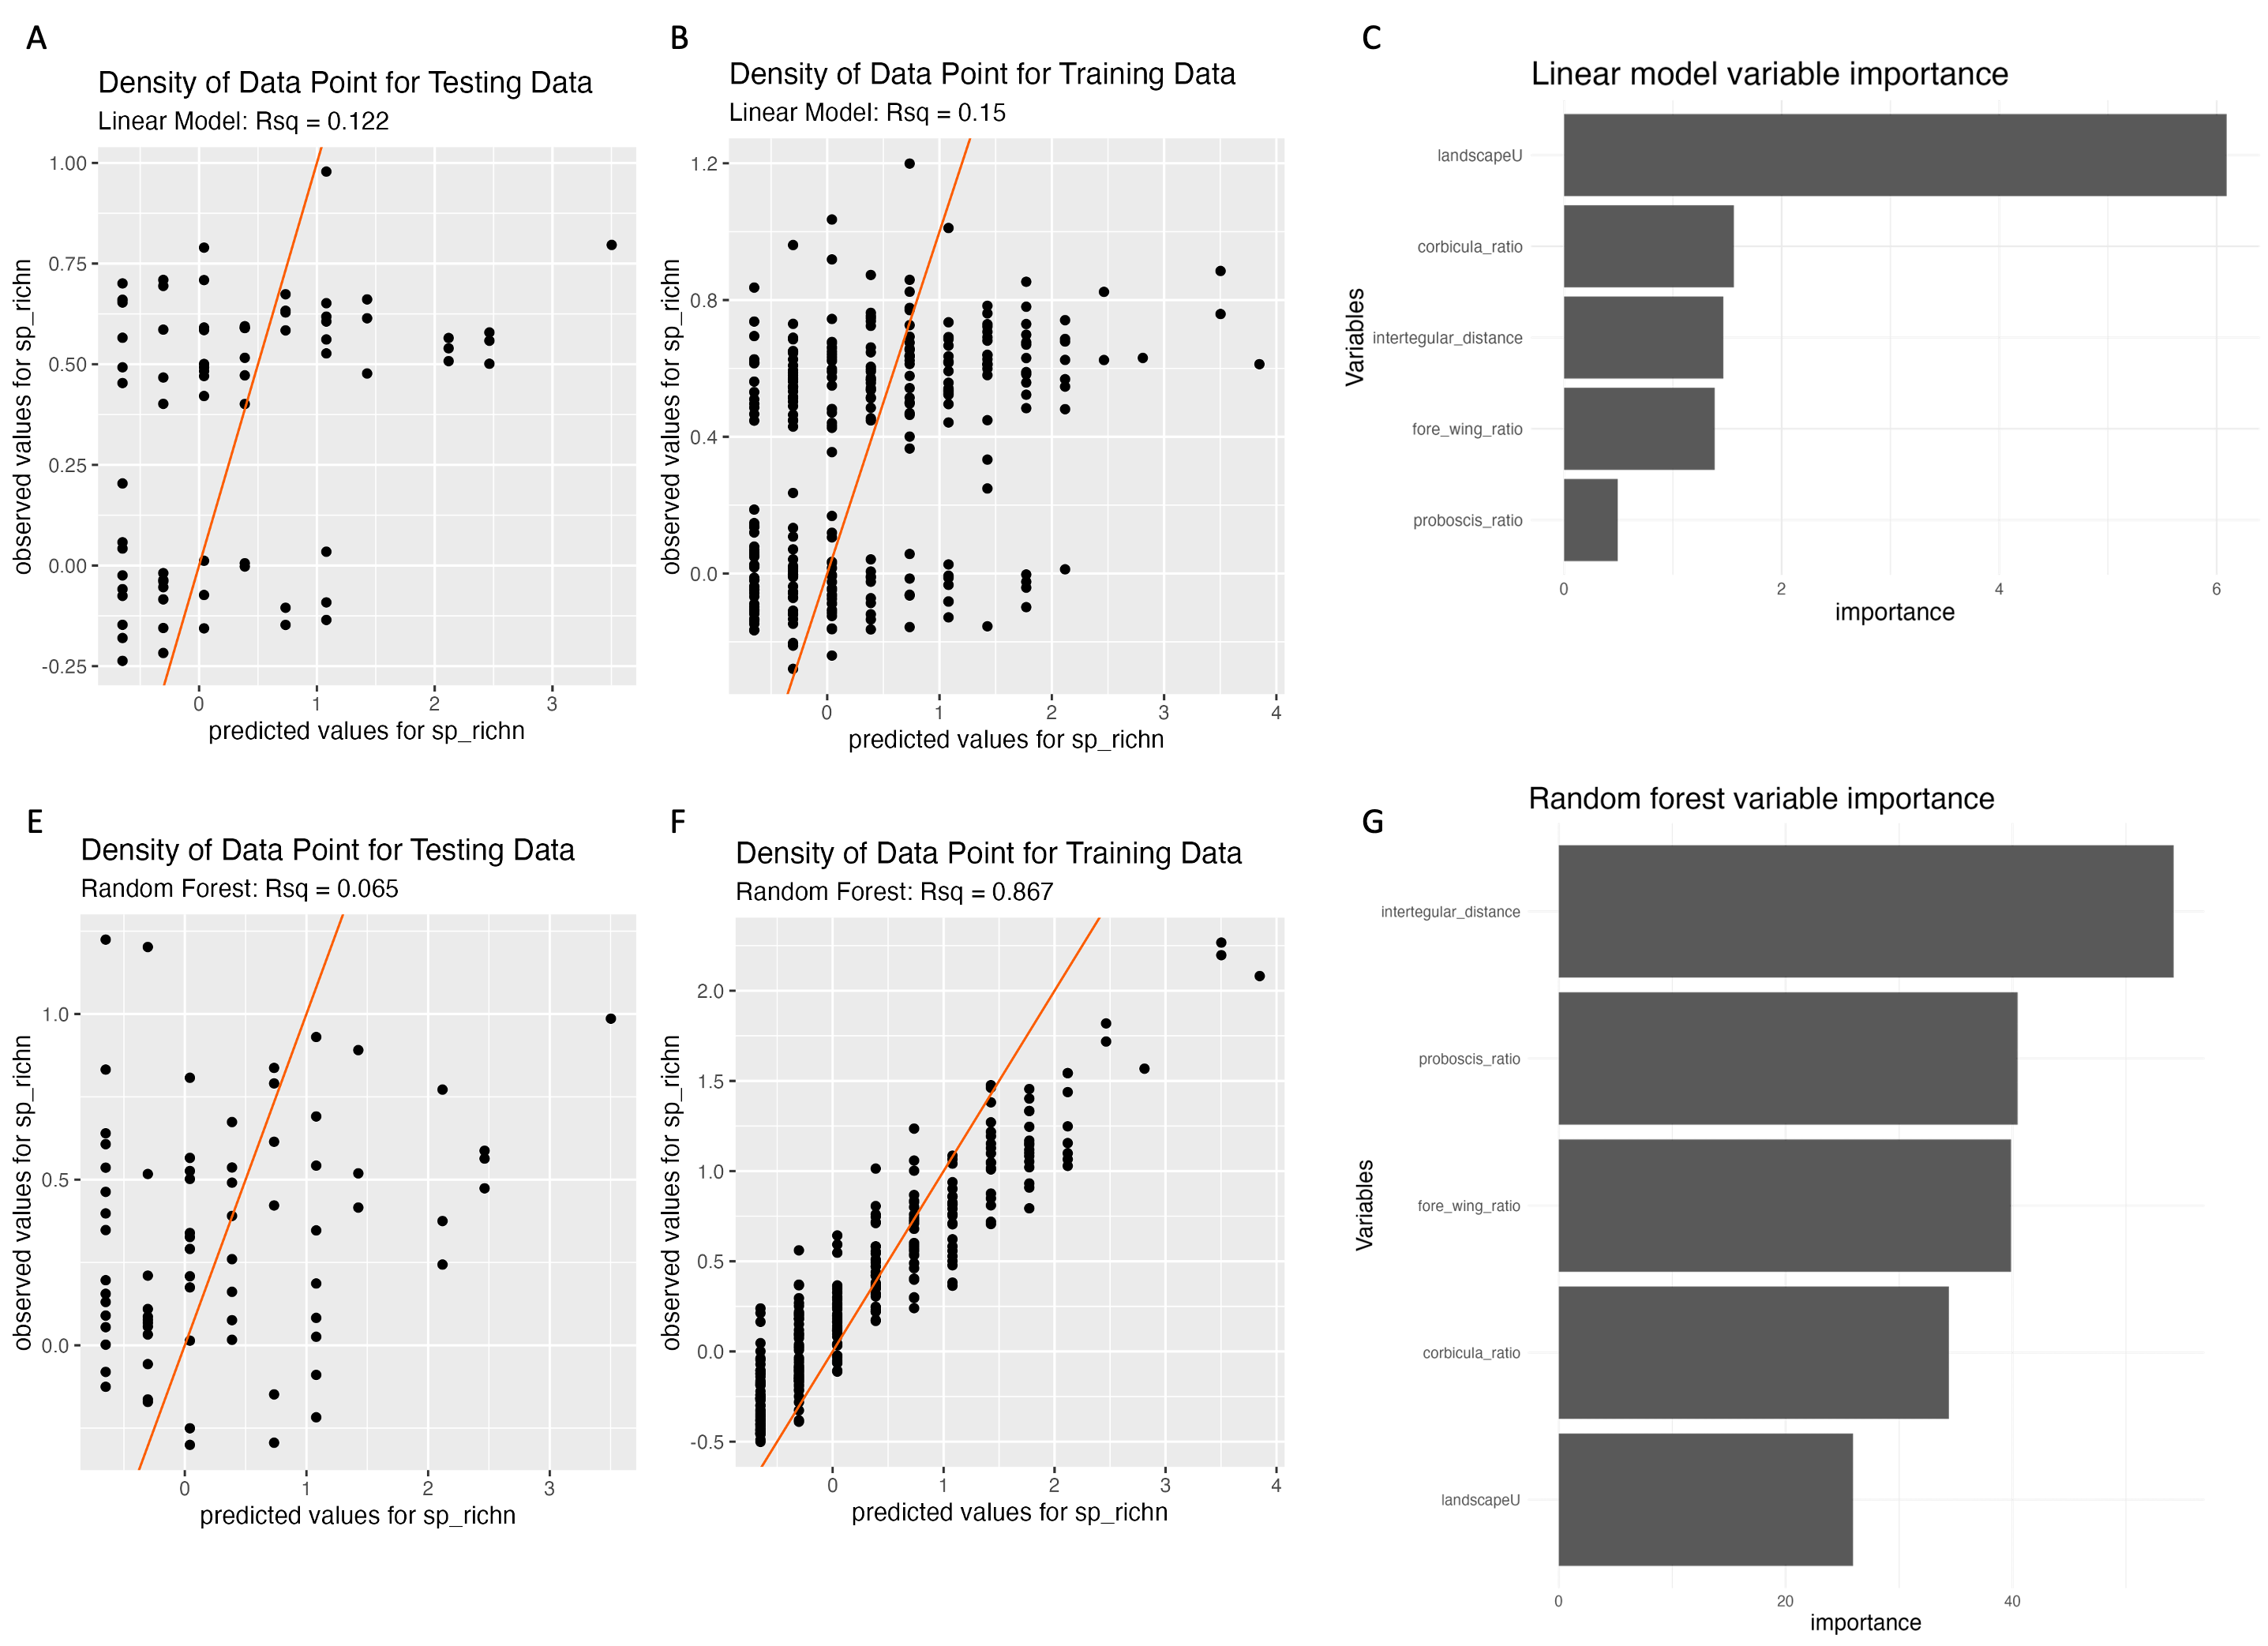 A
Density of Data Point for Testing Data
Linear Model: Rsq = 0.122
1.00
0.75
0.50
0.25
0.00
-0.25
observed values for sp_richn
0 1 2 3
predicted values for sp_richn
B
Density of Data Point for Training Data
Linear Model: Rsq = 0.15
1.2
0.8
0.4
0.0
observed values for sp_richn
0 1 2 3 4
predicted values for sp_richn
C
Linear model variable importance
Variables
landscapeU
corbicula_ratio
intertegular_distance
fore_wing_ratio
proboscis_ratio
0 2 4 6
importance
E
Density of Data Point for Testing Data
Random Forest: Rsq = 0.065
1.0
0.5
0.0
observed values for sp_richn
0 1 2 3
predicted values for sp_richn
F
Density of Data Point for Training Data
Random Forest: Rsq = 0.867
2.0
1.5
1.0
0.5
0.0
-0.5
observed values for sp_richn
0 1 2 3 4
predicted values for sp_richn
G
Random forest variable importance
Variables
intertegular_distance
proboscis_ratio
fore_wing_ratio
corbicula_ratio
landscapeU
0 20 40
importance